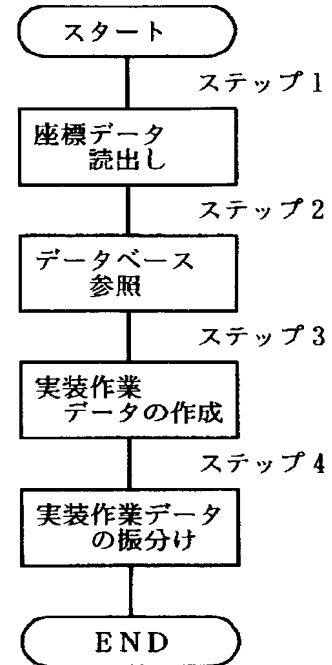 スタート
ステップ1
座標データ
読出し
ステップ2
データベース
参照
ステップ3
実装作業
データの作成
ステップ4
実装作業データ
の振分け
END